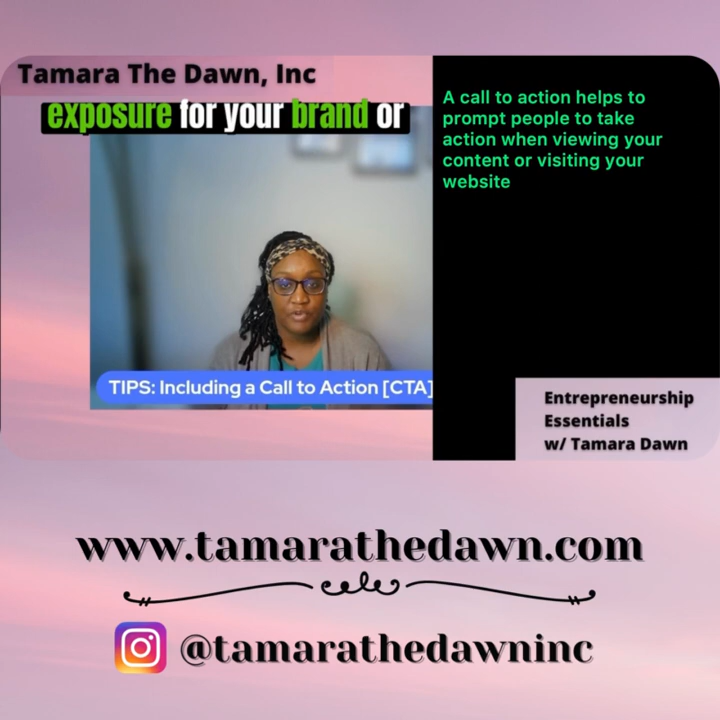 Tamara The Dawn, Inc
exposure for your brand or
TIPS: Including a Call to Action [CTA]
A call to action helps to
prompt people to take
action when viewing your
content or visiting your
website
Entrepreneurship
Essentials
w/ Tamara Dawn
www.tamarathedawn.com
@tamarathedawninc